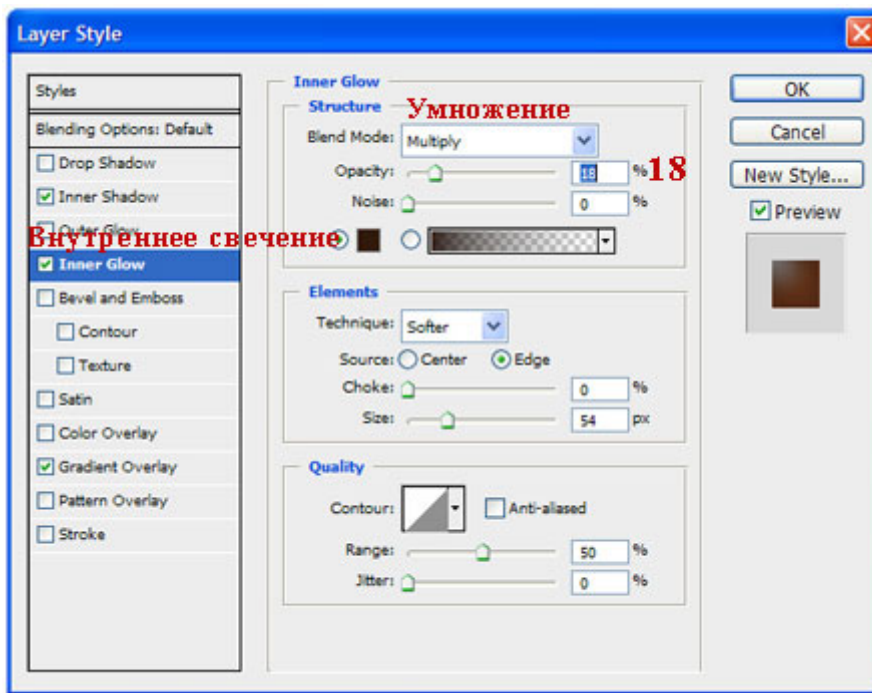 Layer Style
Styles
Blending Options: Default
Drop Shadow
Inner Shadow
Outer Glow
Внутреннее свечение
Inner Glow
Bevel and Emboss
Contour
Texture
Satin
Color Overlay
Gradient Overlay
Pattern Overlay
Stroke
Inner Glow
Structure
Умножение
Blend Mode: Multiply
Opacity: 18 % 18
Noise: 0 %
Elements
Technique: Softer
Source: Center Edge
Choke: 0 %
Size: 54 px
Quality
Contour: Anti-aliased
Range: 50 %
Jitter: 0 %
OK
Cancel
New Style...
Preview